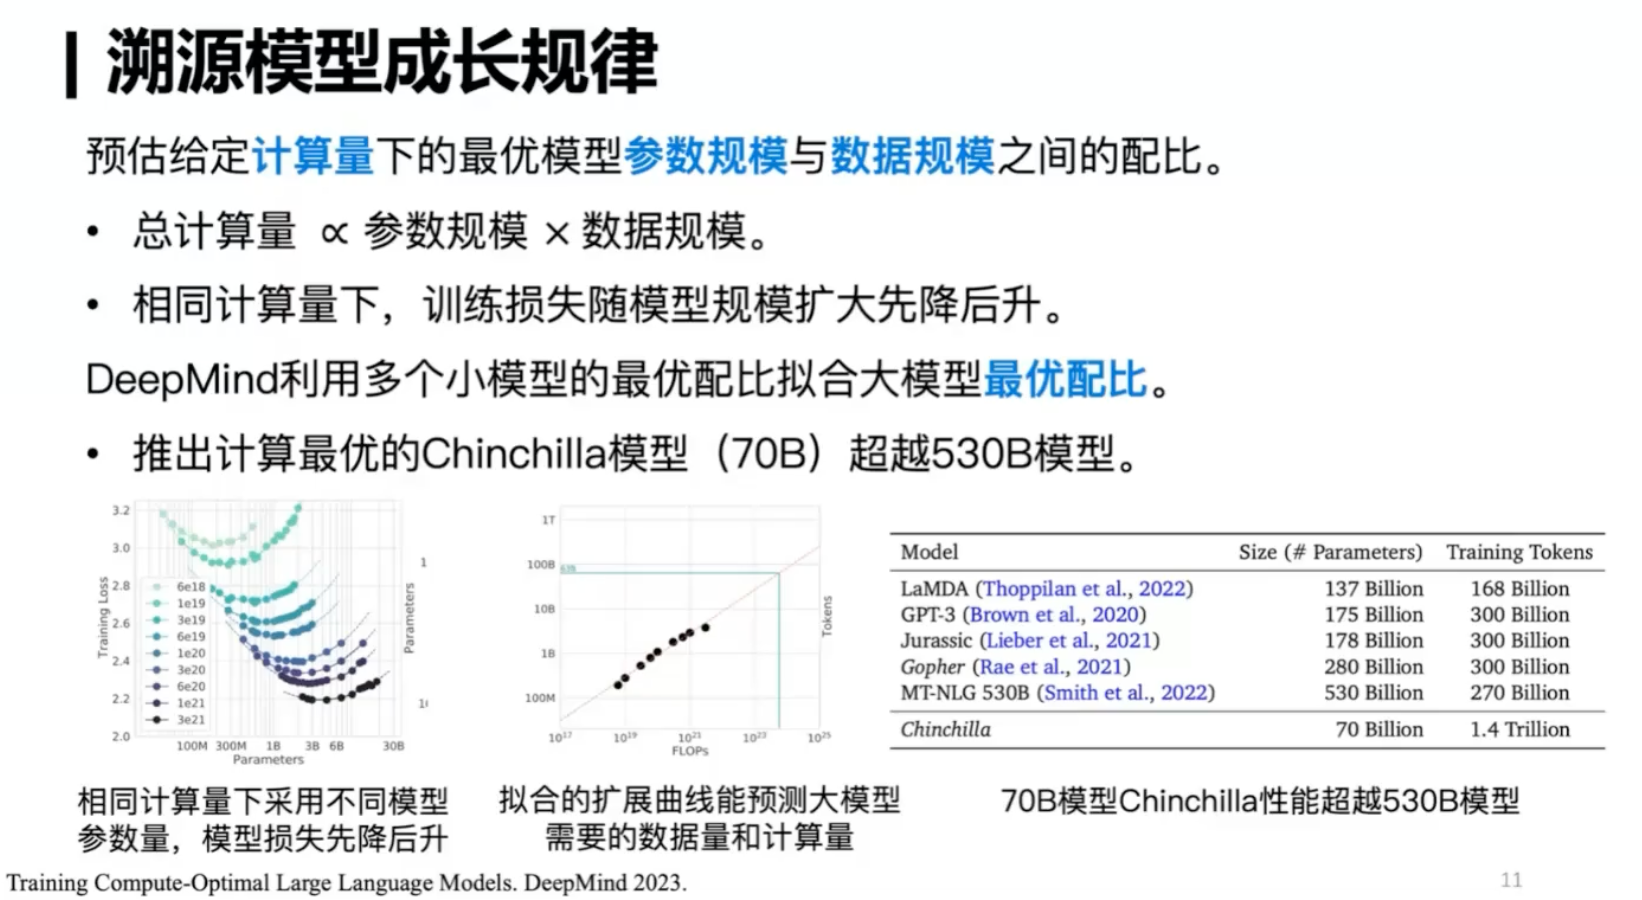 溯源模型成长规律
预估给定计算量下的最优模型参数规模与数据规模之间的配比。
• 总计算量 ∝ 参数规模 × 数据规模。
• 相同计算量下，训练损失随模型规模扩大先降后升。
DeepMind利用多个小模型的最优配比拟合大模型最优配比。
• 推出计算最优的Chinchilla模型（70B）超越530B模型。
3.2
3.0
2.8
2.6
2.4
2.2
2.0
Training Loss
6e18
1e19
3e19
6e19
1e20
3e20
6e20
1e21
3e21
100M 300M 1B 3B 6B 30B
Parameters
Parameters
1T
100B
10B
1B
100M
63B
10¹⁷ 10¹⁹ 10²¹ 10²³ 10²⁵
FLOPs
Tokens
Model Size (# Parameters) Training Tokens
LaMDA (Thoppilan et al., 2022) 137 Billion 168 Billion
GPT-3 (Brown et al., 2020) 175 Billion 300 Billion
Jurassic (Lieber et al., 2021) 178 Billion 300 Billion
Gopher (Rae et al., 2021) 280 Billion 300 Billion
MT-NLG 530B (Smith et al., 2022) 530 Billion 270 Billion
Chinchilla 70 Billion 1.4 Trillion
相同计算量下采用不同模型
参数量，模型损失先降后升
拟合的扩展曲线能预测大模型
需要的数据量和计算量
70B模型Chinchilla性能超越530B模型
Training Compute-Optimal Large Language Models. DeepMind 2023.
11